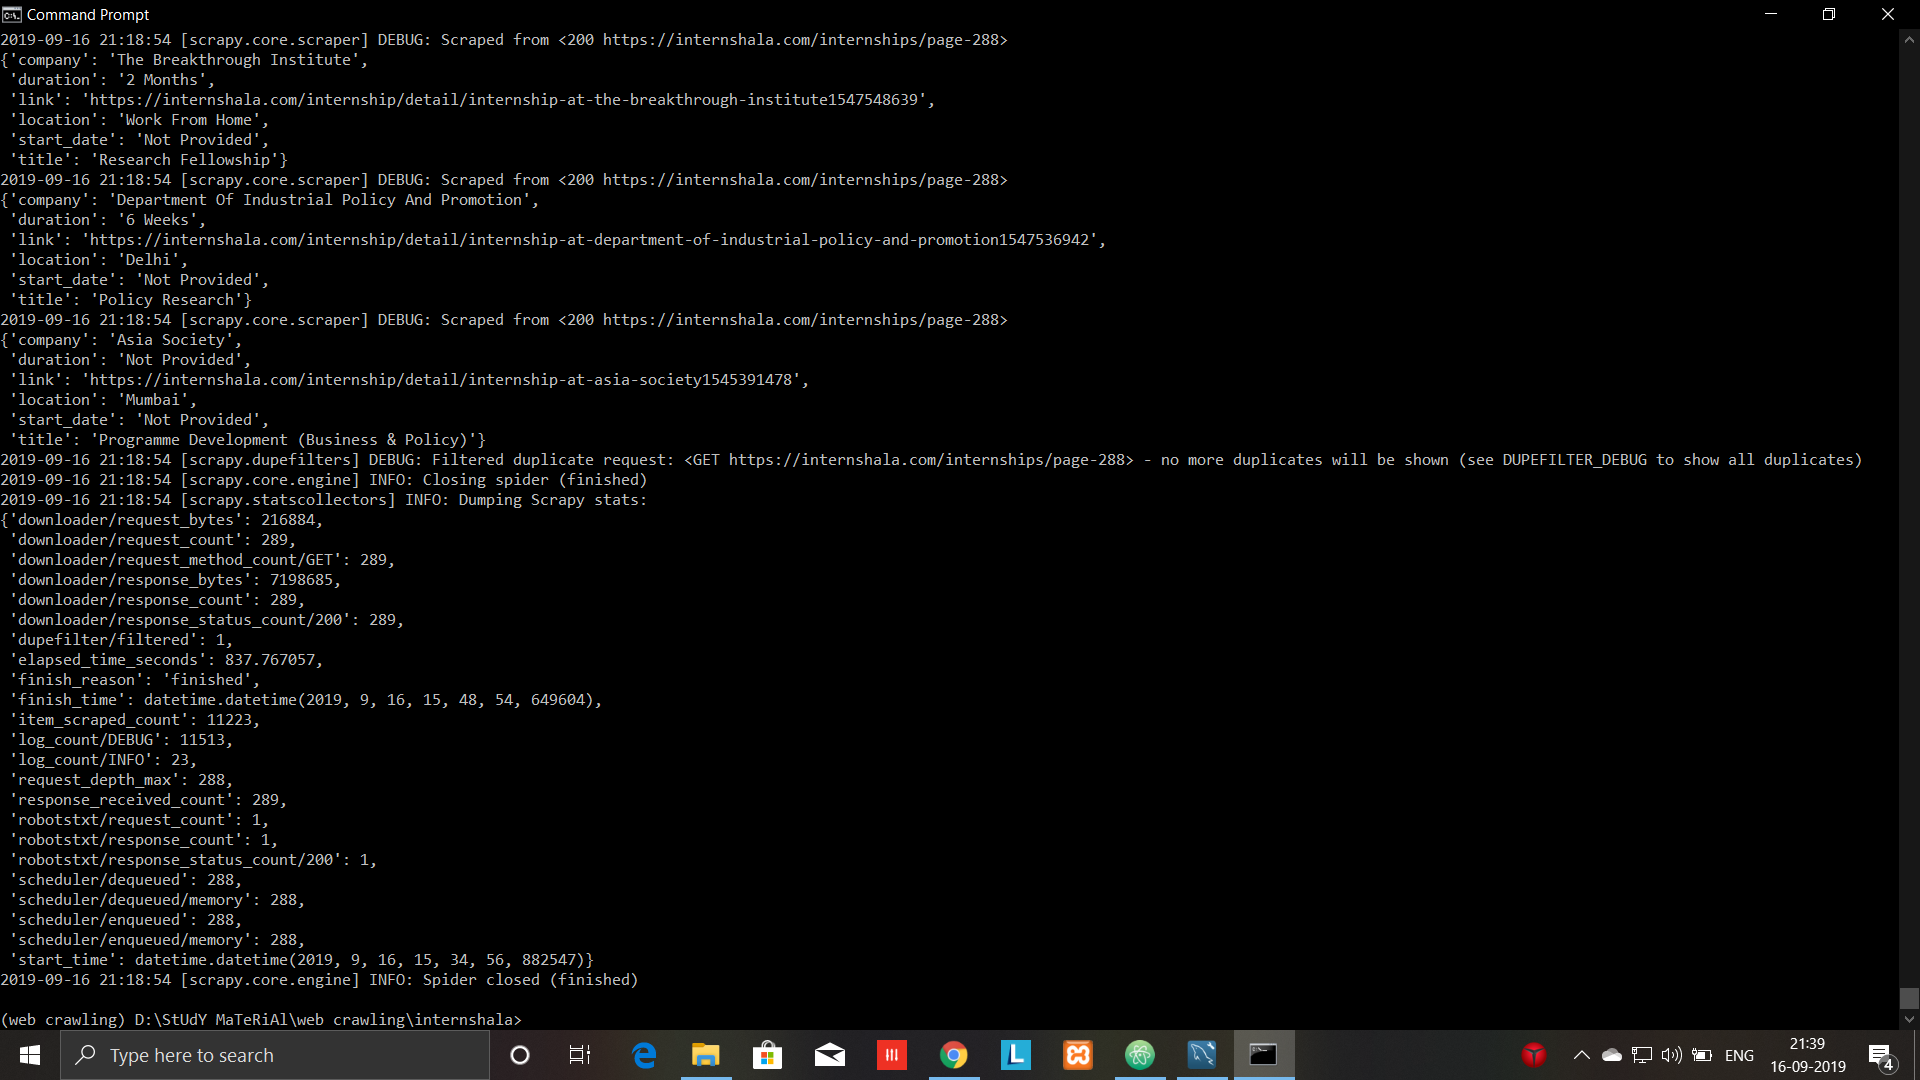 Command Prompt
2019-09-16 21:18:54 [scrapy.core.scraper] DEBUG: Scraped from <200 https://internshala.com/internships/page-288>
{'company': 'The Breakthrough Institute',
 'duration': '2 Months',
 'link': 'https://internshala.com/internship/detail/internship-at-the-breakthrough-institute1547548639',
 'location': 'Work From Home',
 'start_date': 'Not Provided',
 'title': 'Research Fellowship'}
2019-09-16 21:18:54 [scrapy.core.scraper] DEBUG: Scraped from <200 https://internshala.com/internships/page-288>
{'company': 'Department Of Industrial Policy And Promotion',
 'duration': '6 Weeks',
 'link': 'https://internshala.com/internship/detail/internship-at-department-of-industrial-policy-and-promotion1547536942',
 'location': 'Delhi',
 'start_date': 'Not Provided',
 'title': 'Policy Research'}
2019-09-16 21:18:54 [scrapy.core.scraper] DEBUG: Scraped from <200 https://internshala.com/internships/page-288>
{'company': 'Asia Society',
 'duration': 'Not Provided',
 'link': 'https://internshala.com/internship/detail/internship-at-asia-society1545391478',
 'location': 'Mumbai',
 'start_date': 'Not Provided',
 'title': 'Programme Development (Business & Policy)'}
2019-09-16 21:18:54 [scrapy.dupefilters] DEBUG: Filtered duplicate request: <GET https://internshala.com/internships/page-288> - no more duplicates will be shown (see DUPEFILTER_DEBUG to show all duplicates)
2019-09-16 21:18:54 [scrapy.core.engine] INFO: Closing spider (finished)
2019-09-16 21:18:54 [scrapy.statscollectors] INFO: Dumping Scrapy stats:
{'downloader/request_bytes': 216884,
 'downloader/request_count': 289,
 'downloader/request_method_count/GET': 289,
 'downloader/response_bytes': 7198685,
 'downloader/response_count': 289,
 'downloader/response_status_count/200': 289,
 'dupefilter/filtered': 1,
 'elapsed_time_seconds': 837.767057,
 'finish_reason': 'finished',
 'finish_time': datetime.datetime(2019, 9, 16, 15, 48, 54, 649604),
 'item_scraped_count': 11223,
 'log_count/DEBUG': 11513,
 'log_count/INFO': 23,
 'request_depth_max': 288,
 'response_received_count': 289,
 'robotstxt/request_count': 1,
 'robotstxt/response_count': 1,
 'robotstxt/response_status_count/200': 1,
 'scheduler/dequeued': 288,
 'scheduler/dequeued/memory': 288,
 'scheduler/enqueued': 288,
 'scheduler/enqueued/memory': 288,
 'start_time': datetime.datetime(2019, 9, 16, 15, 34, 56, 882547)}
2019-09-16 21:18:54 [scrapy.core.engine] INFO: Spider closed (finished)
(web crawling) D:\StUdY MaTeRiAl\web crawling\internshala>
Type here to search
L
ENG
21:39
16-09-2019
4